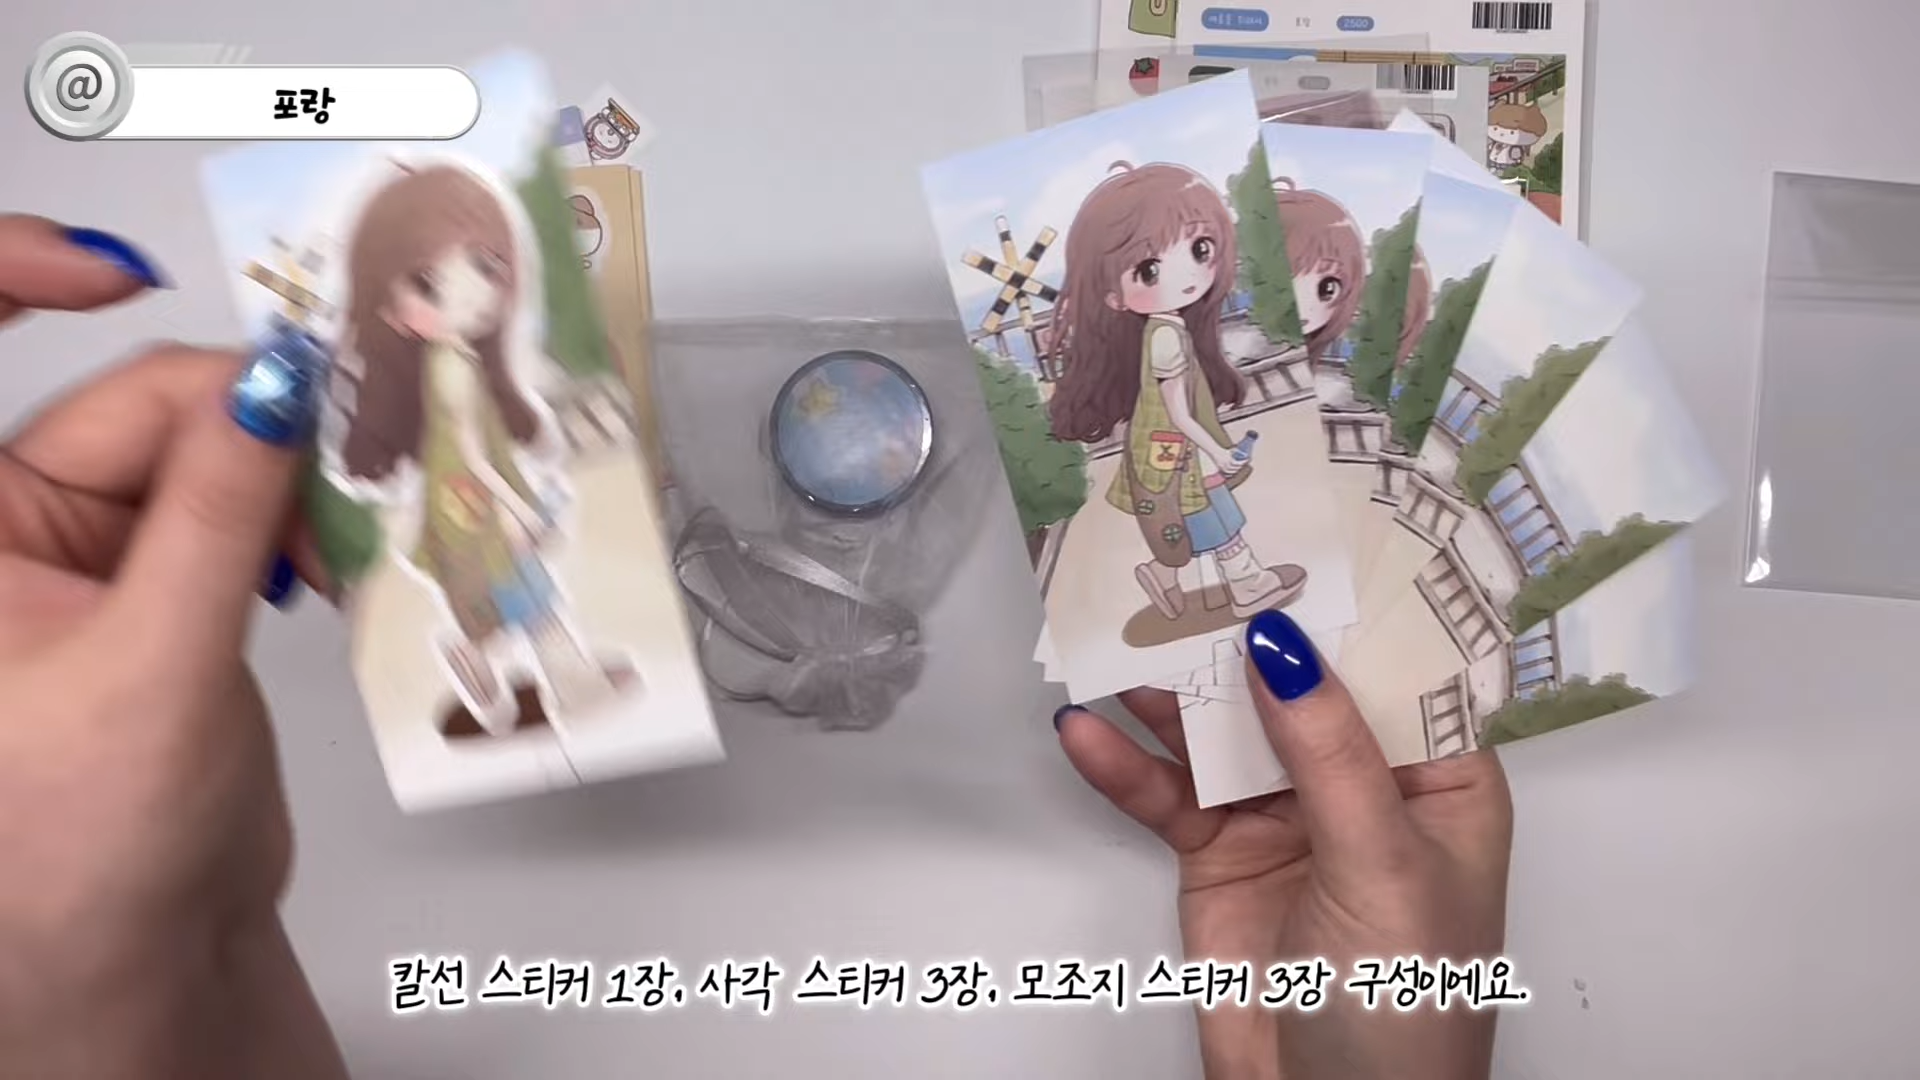 @ 포랑
2500
칼선 스티커 1장, 사각 스티커 3장, 모조지 스티커 3장 구성이에요.